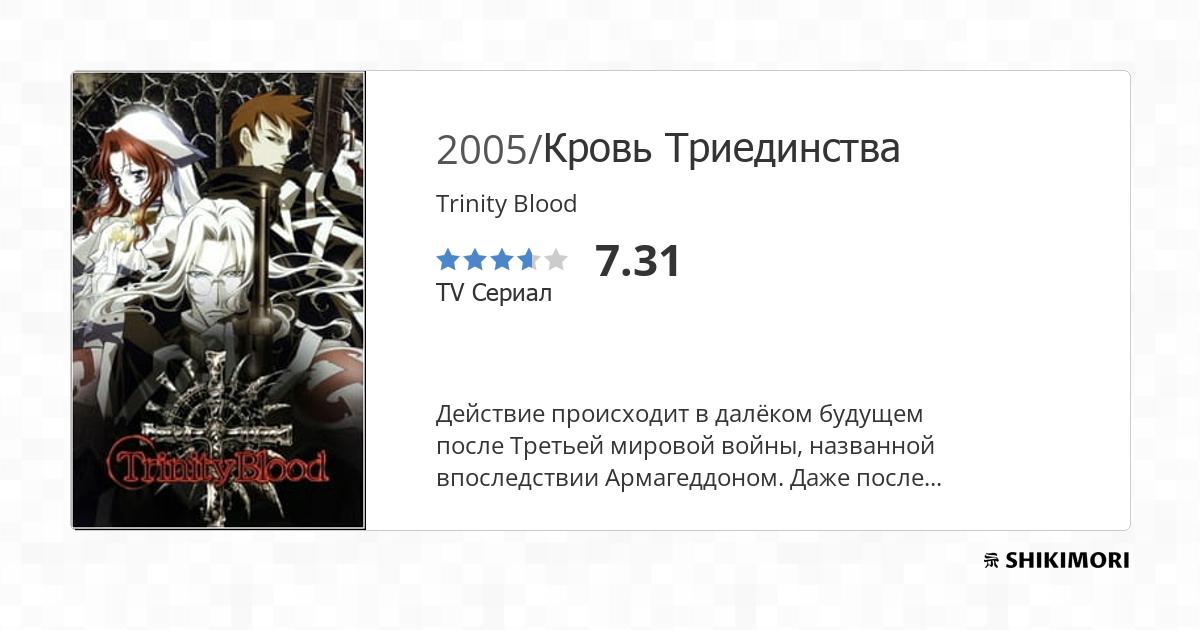 2005/Кровь Триединства
Trinity Blood
7.31
TV Сериал
Действие происходит в далёком будущем
после Третьей мировой войны, названной
впоследствии Армагеддоном. Даже после...
Trinity Blood
SHIKIMORI